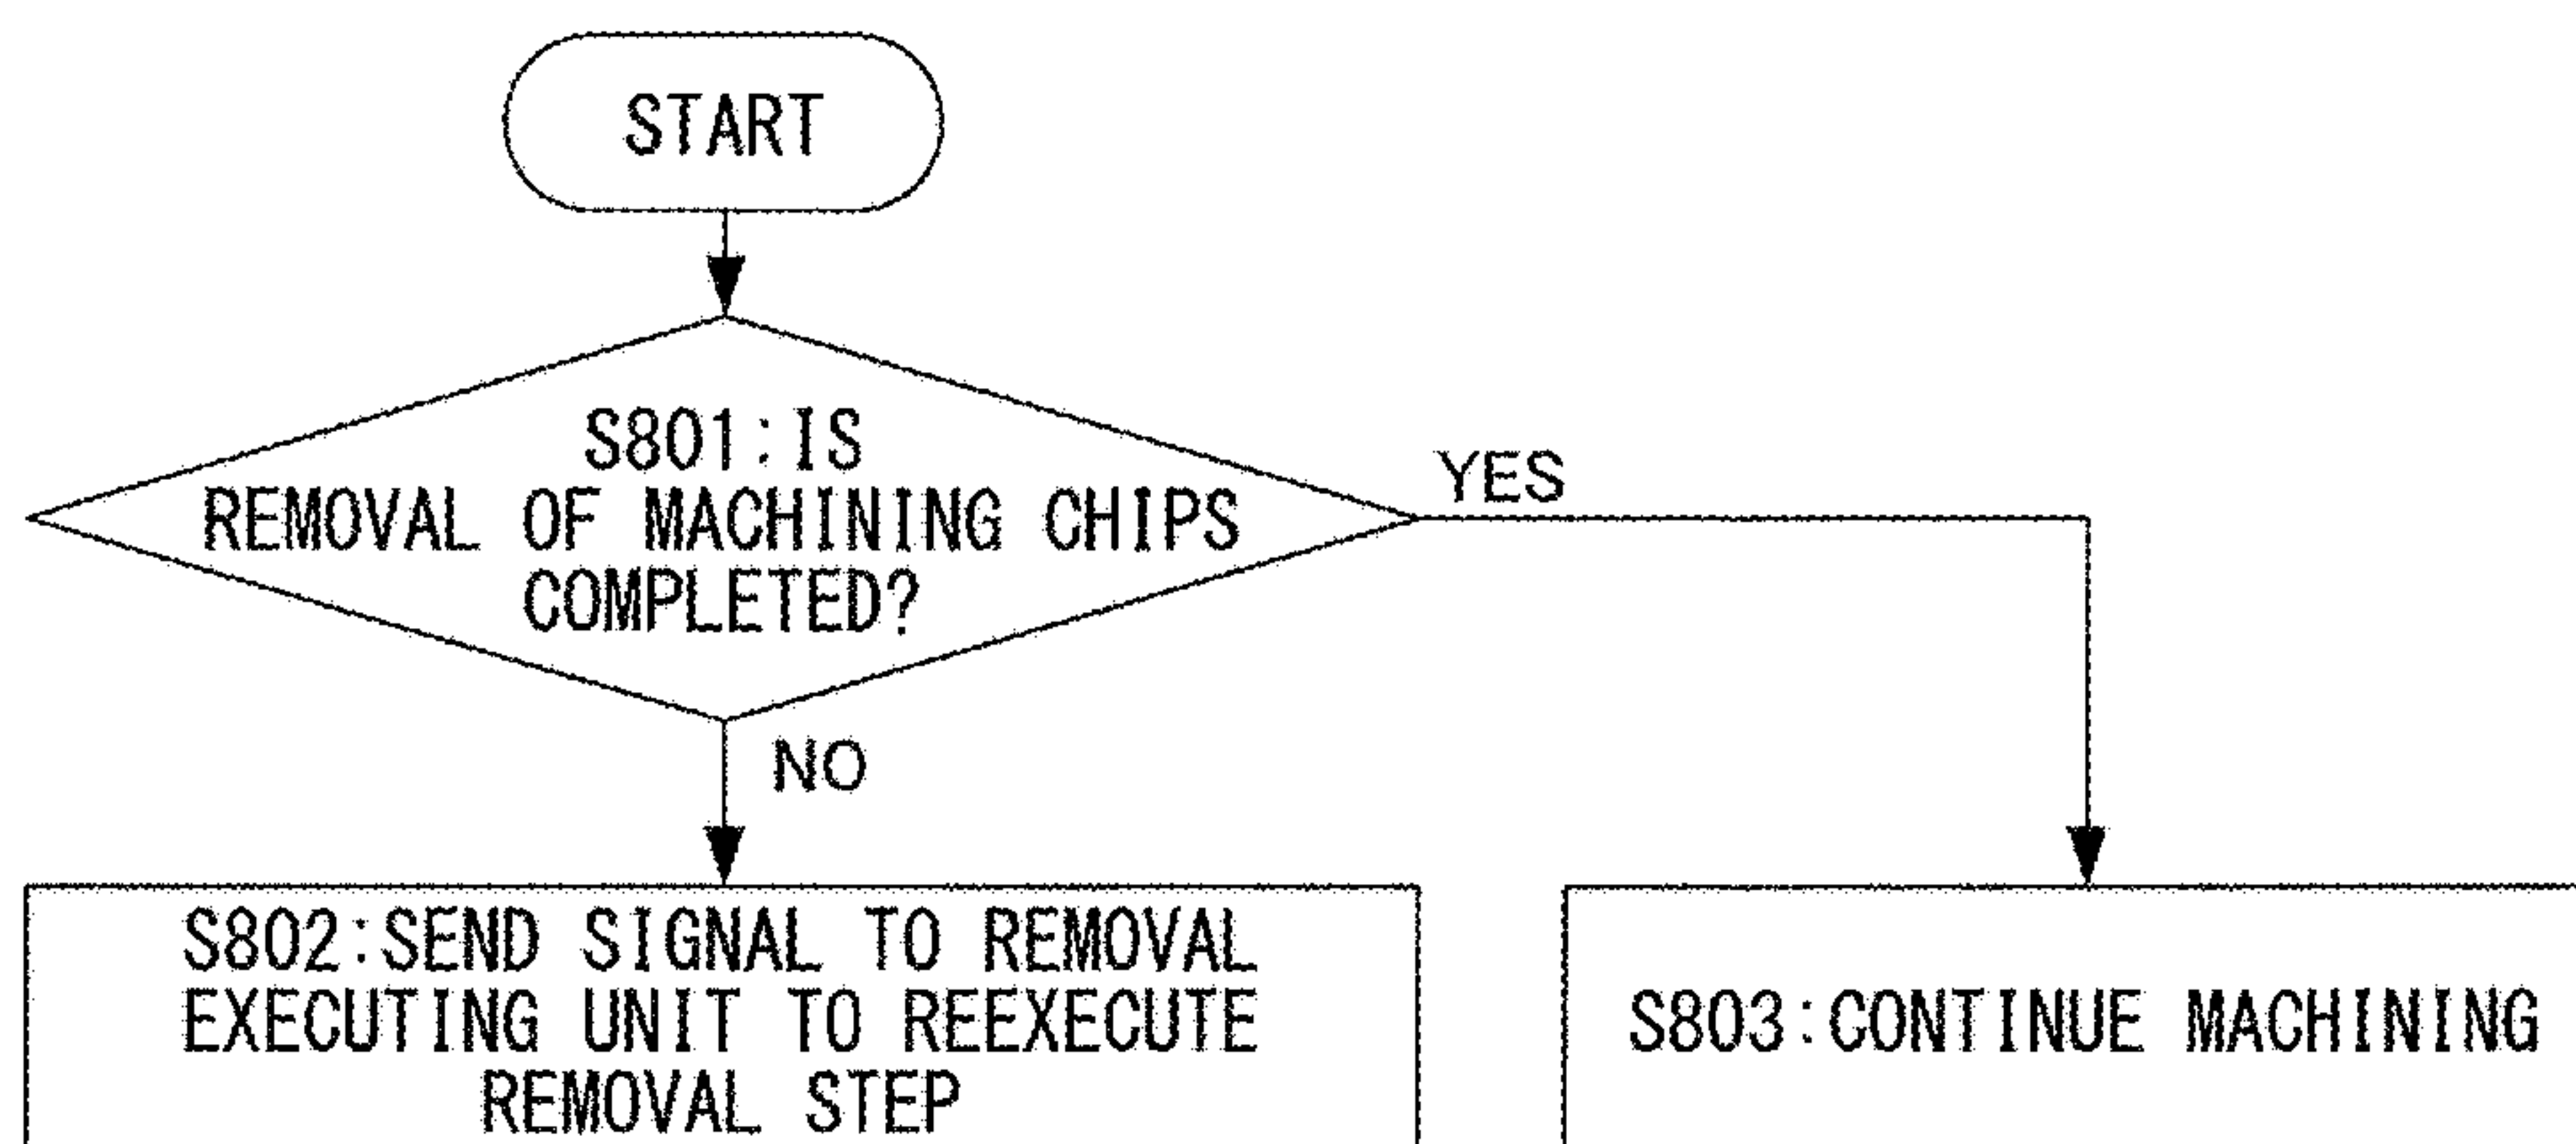 START
S801:IS
REMOVAL OF MACHINING CHIPS
COMPLETED?
YES
NO
S802:SEND SIGNAL TO REMOVAL
EXECUTING UNIT TO REEXECUTE
REMOVAL STEP
S803:CONTINUE MACHINING